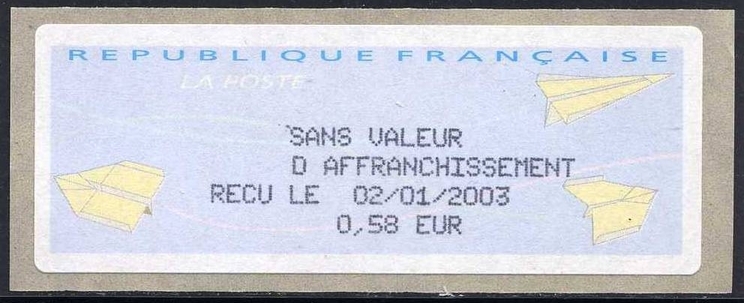 REPUBLIQUE FRANÇAISE
LA POSTE
SANS VALEUR
D AFFRANCHISSEMENT
RECU LE 02/01/2003
0,58 EUR